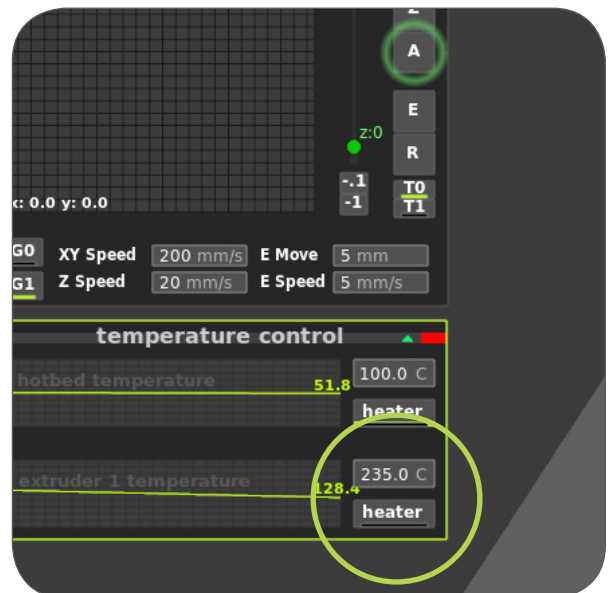 Z
A
E
z:0
R
-.1
T0
x: 0.0 y: 0.0
-1
T1
G0 XY Speed 200 mm/s E Move 5 mm
G1 Z Speed 20 mm/s E Speed 5 mm/s
temperature control
hotbed temperature
51.8
100.0 C
heater
extruder 1 temperature
128.4
235.0 C
heater